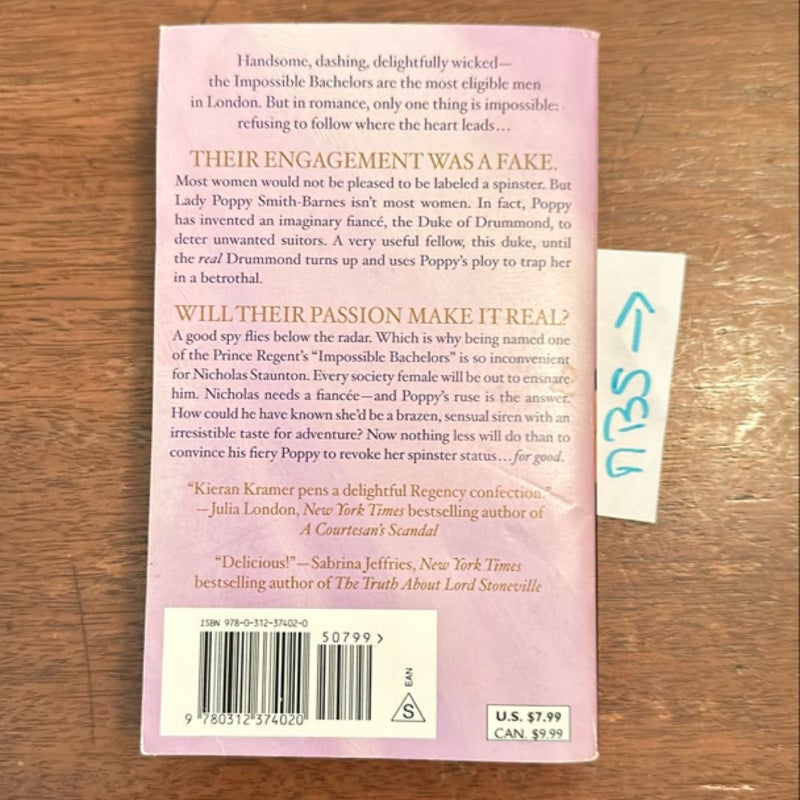 Handsome, dashing, delightfully wicked—
the Impossible Bachelors are the most eligible men
in London. But in romance, only one thing is impossible:
refusing to follow where the heart leads…
THEIR ENGAGEMENT WAS A FAKE.
Most women would not be pleased to be labeled a spinster. But
Lady Poppy Smith-Barnes isn't most women. In fact, Poppy
has invented an imaginary fiancé, the Duke of Drummond, to
deter unwanted suitors. A very useful fellow, this duke, until
the real Drummond turns up and uses Poppy's ploy to trap her
in a betrothal.
WILL THEIR PASSION MAKE IT REAL?
A good spy flies below the radar. Which is why being named one
of the Prince Regent's “Impossible Bachelors” is so inconvenient
for Nicholas Staunton. Every society female will be out to ensnare
him. Nicholas needs a fiancée—and Poppy's ruse is the answer.
How could he have known she'd be a brazen, sensual siren with an
irresistible taste for adventure? Now nothing less will do than to
convince his fiery Poppy to revoke her spinster status…for good.
“Kieran Kramer pens a delightful Regency confection.”
—Julia London, New York Times bestselling author of
A Courtesan's Scandal
“Delicious!”—Sabrina Jeffries, New York Times
bestselling author of The Truth About Lord Stoneville
ISBN 978-0-312-37402-0
50799 >
9 780312 374020
EAN
S
U.S. $7.99
CAN. $9.99